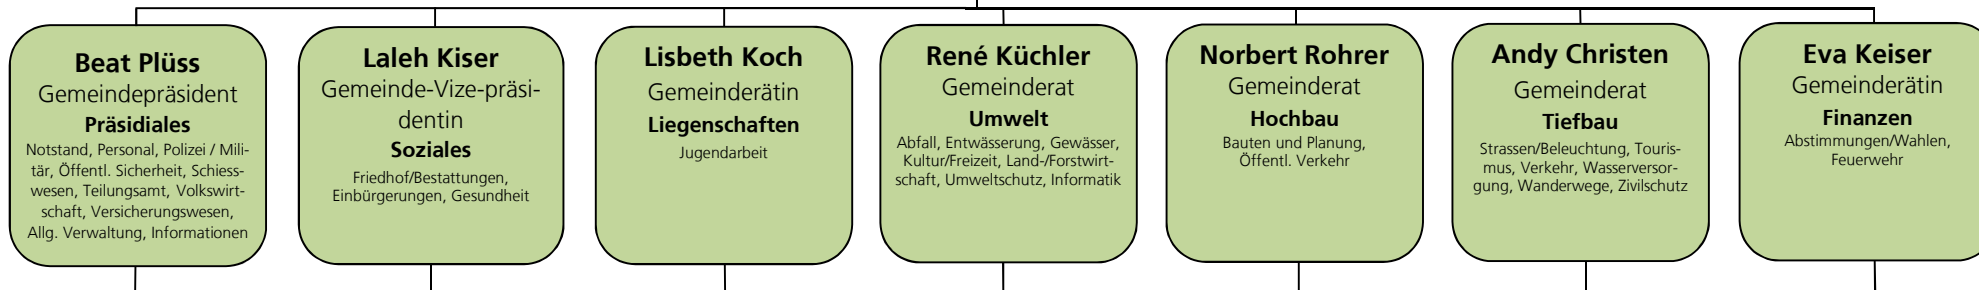 Beat Plüss
Gemeindepräsident
Präsidiales
Notstand, Personal, Polizei / Mili-
tär, Öffentl. Sicherheit, Schiess-
wesen, Teilungsamt, Volkswirt-
schaft, Versicherungswesen,
Allg. Verwaltung, Informationen
Laleh Kiser
Gemeinde-Vize-präsi-
dentin
Soziales
Friedhof/Bestattungen,
Einbürgerungen, Gesundheit
Lisbeth Koch
Gemeinderätin
Liegenschaften
Jugendarbeit
René Küchler
Gemeinderat
Umwelt
Abfall, Entwässerung, Gewässer,
Kultur/Freizeit, Land-/Forstwirt-
schaft, Umweltschutz, Informatik
Norbert Rohrer
Gemeinderat
Hochbau
Bauten und Planung,
Öffentl. Verkehr
Andy Christen
Gemeinderat
Tiefbau
Strassen/Beleuchtung, Touris-
mus, Verkehr, Wasserversor-
gung, Wanderwege, Zivilschutz
Eva Keiser
Gemeinderätin
Finanzen
Abstimmungen/Wahlen,
Feuerwehr